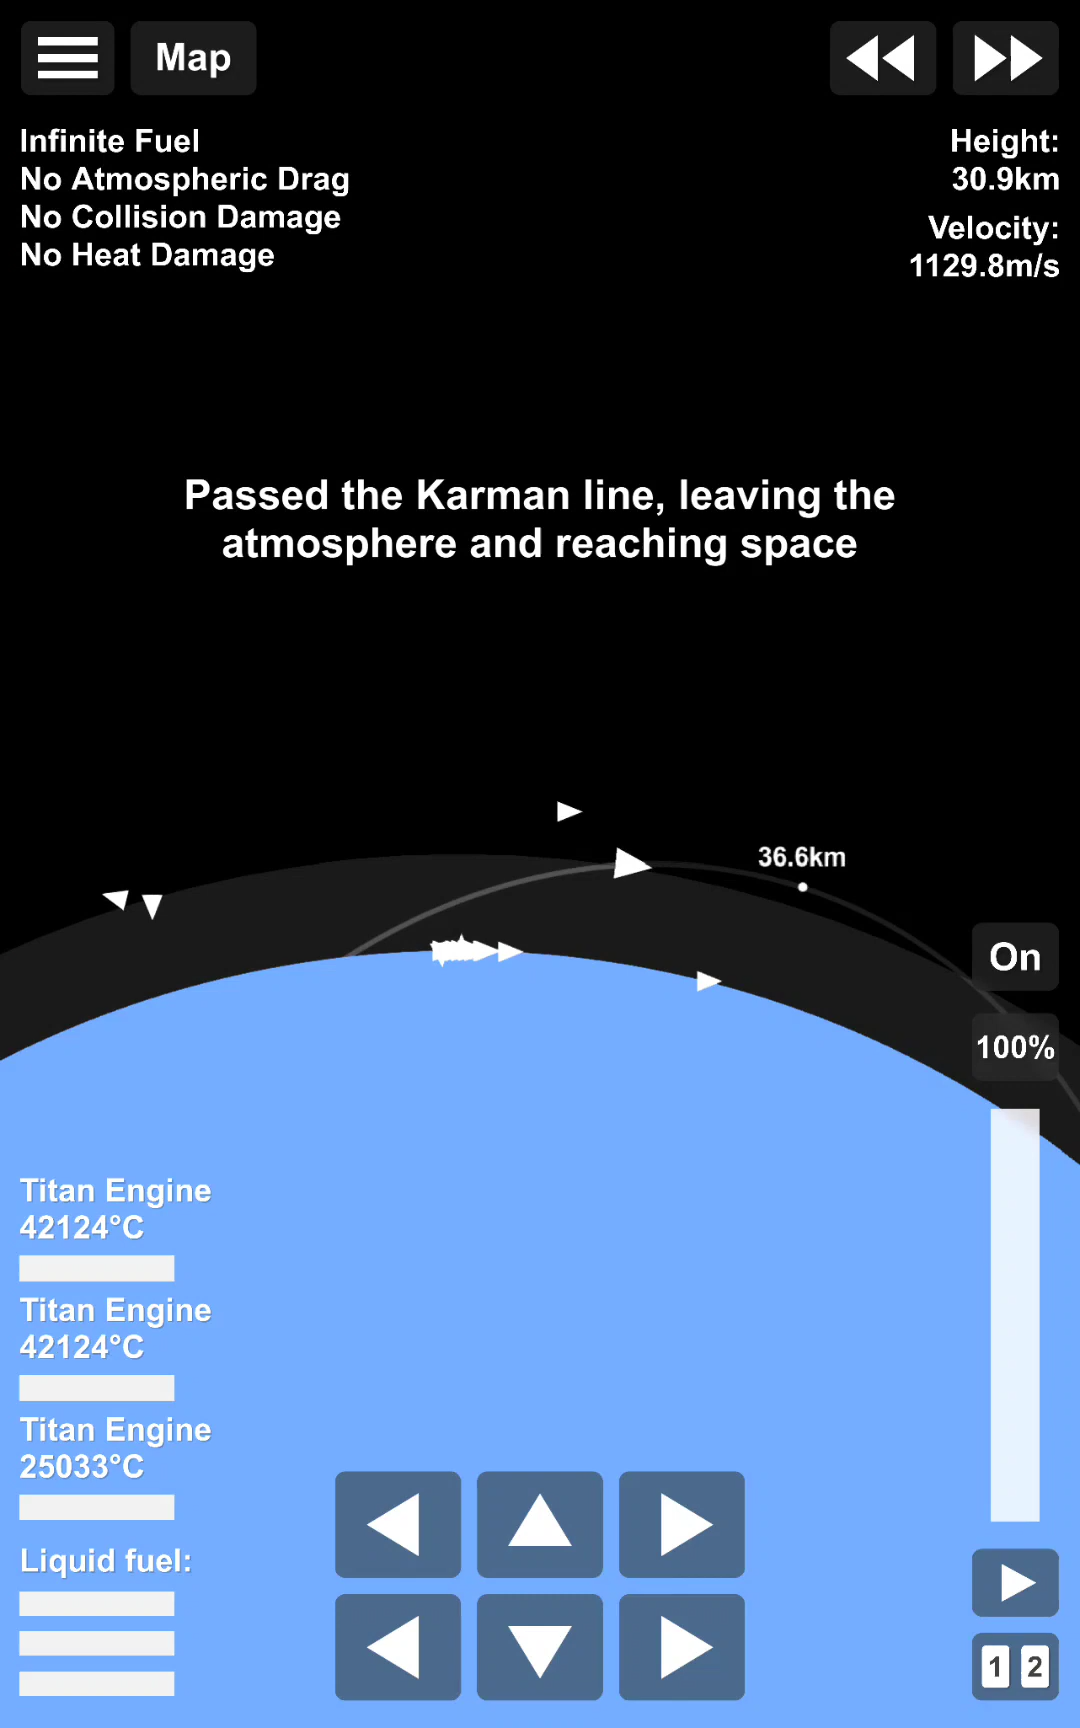 Map
Infinite Fuel
No Atmospheric Drag
No Collision Damage
No Heat Damage
Height:
30.9km
Velocity:
1129.8m/s
Passed the Karman line, leaving the
atmosphere and reaching space
36.6km
On
100%
Titan Engine
42124°C
Titan Engine
42124°C
Titan Engine
25033°C
Liquid fuel:
1 2